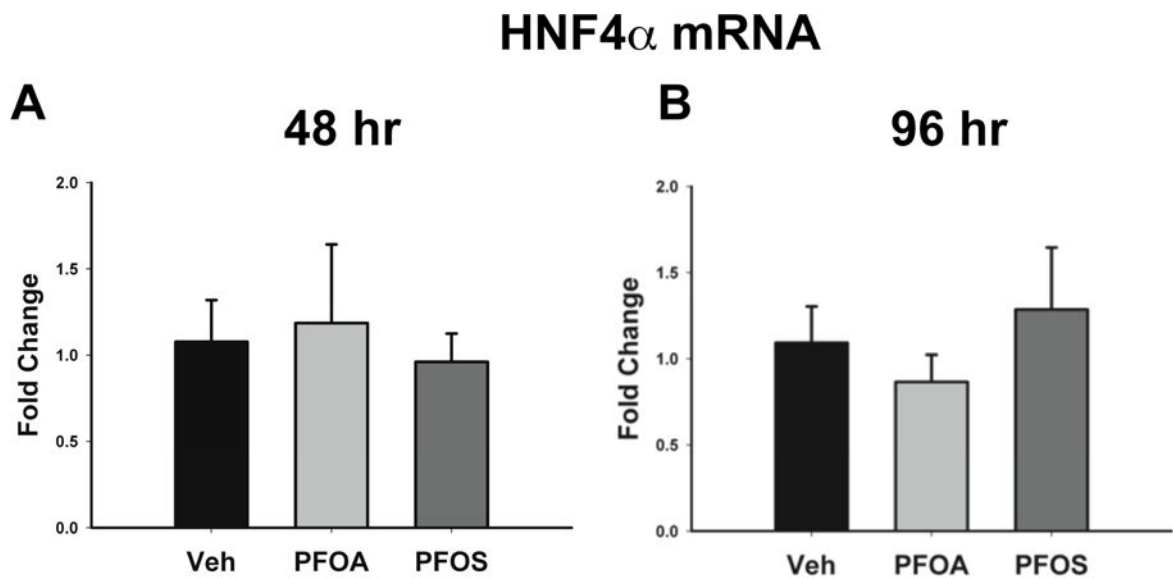 HNF4α mRNA
A
48 hr
2.0
1.5
1.0
0.5
0.0
Fold Change
Veh PFOA PFOS
B
96 hr
2.0
1.5
1.0
0.5
0.0
Fold Change
Veh PFOA PFOS